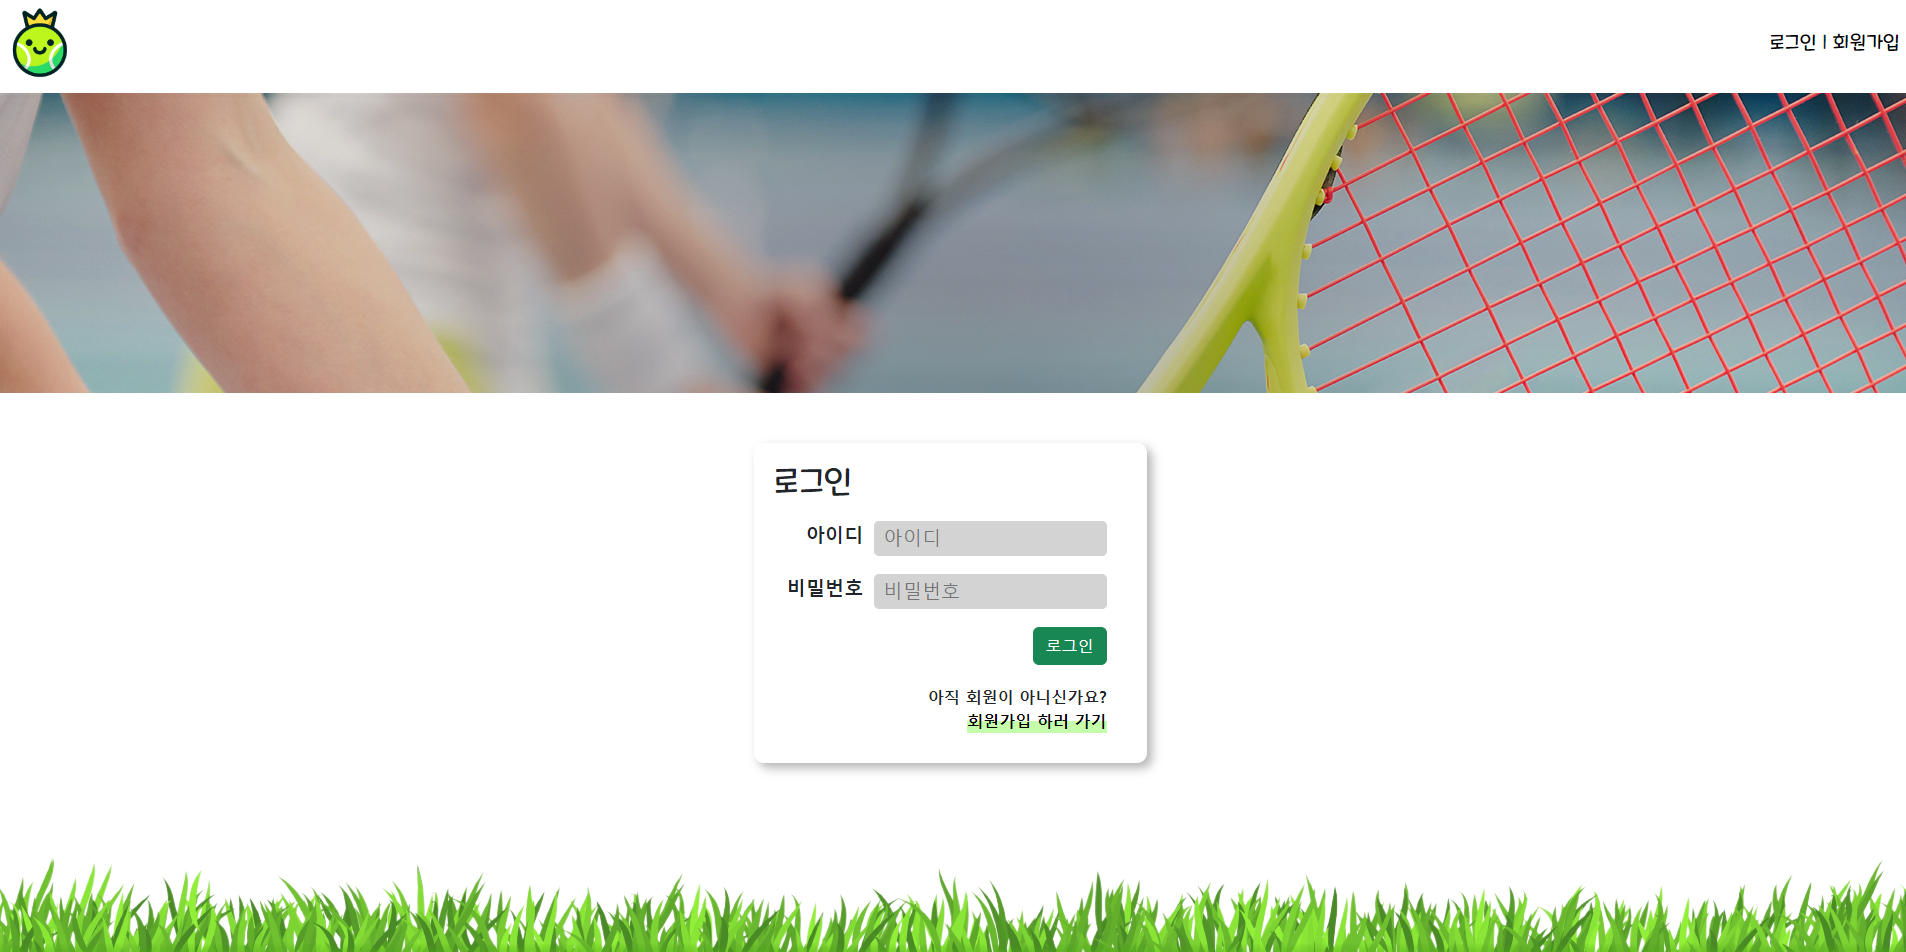 로그인 | 회원가입
로그인
아이디 아이디
비밀번호 비밀번호
로그인
아직 회원이 아니신가요?
회원가입 하러 가기